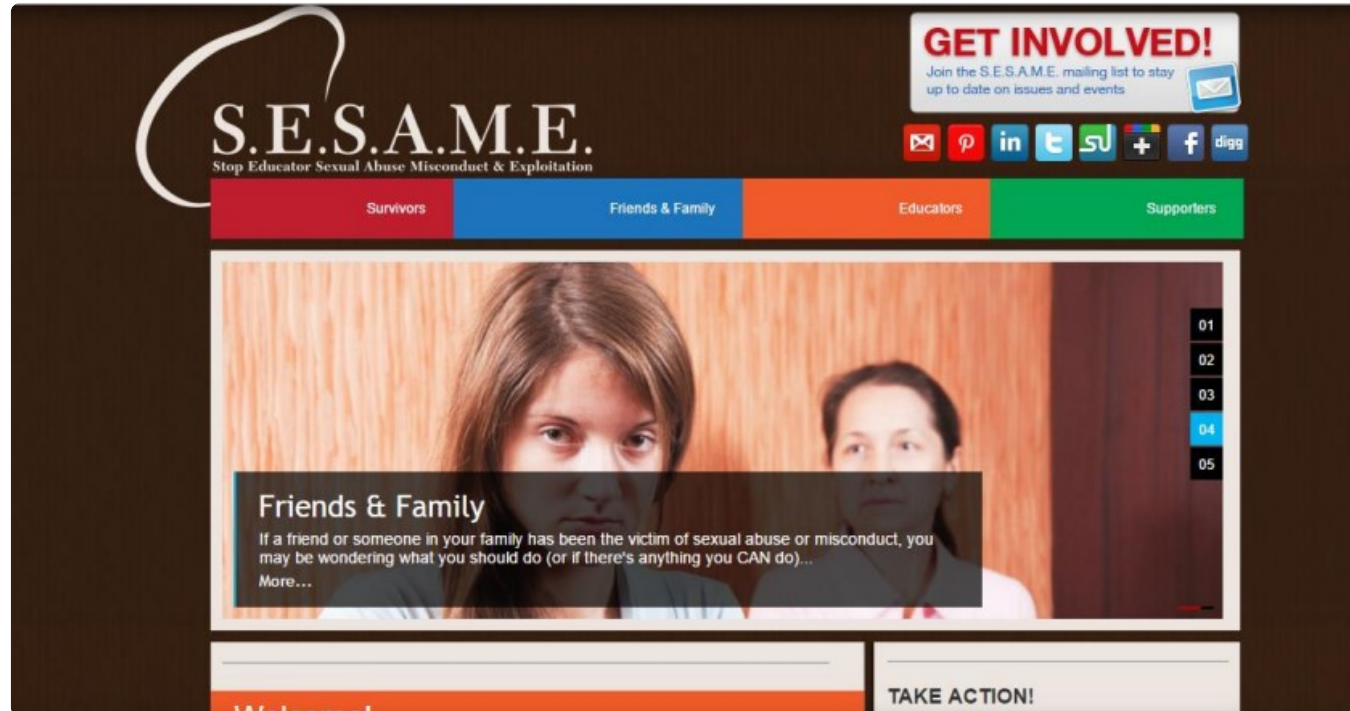 GET INVOLVED!
Join the S.E.S.A.M.E. mailing list to stay
up to date on issues and events
S.E.S.A.M.E.
Stop Educator Sexual Abuse Misconduct & Exploitation
in
digg
Survivors
Friends & Family
Educators
Supporters
01
02
03
04
05
Friends & Family
If a friend or someone in your family has been the victim of sexual abuse or misconduct, you
may be wondering what you should do (or if there's anything you CAN do)...
More...
TAKE ACTION!